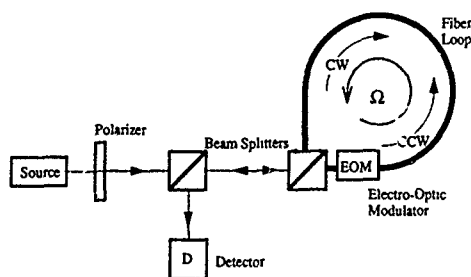 Fiber
Loop
CW
Ω
Polarizer
Beam Splitters
CCW
Source
EOM
Electro-Optic
Modulator
D
Detector